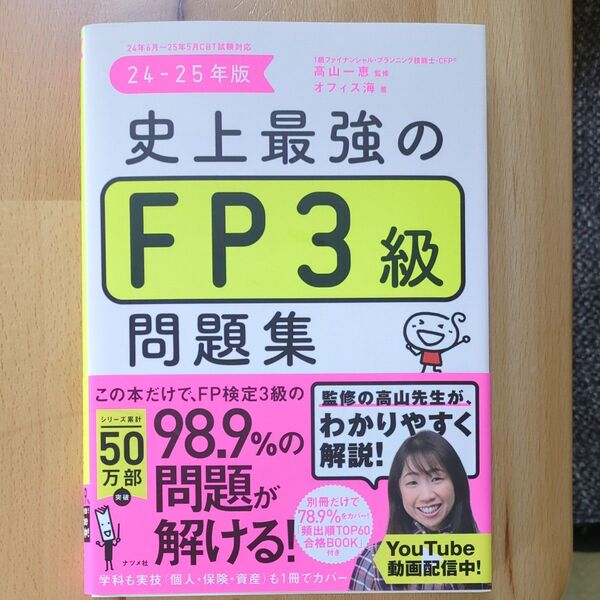 24年6月～25年5月CBT試験対応
24-25年版
1級ファイナンシャル・プランニング技能士・CFP®
高山一恵 監修
オフィス海 著
史上最強の
FP3級
問題集
この本だけで、FP検定3級の
98.9%の
問題が
解ける!
シリーズ累計
50
万部
突破
監修の高山先生が、
わかりやすく
解説!
別冊だけで
78.9%をカバー!
「頻出順TOP60
合格BOOK」
付き
YouTube
動画配信中!
ナツメ社
学科も実技(個人・保険・資産)も1冊でカバー